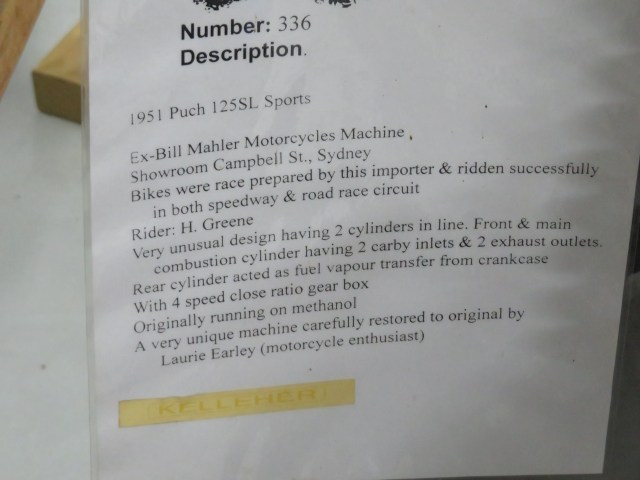 Number: 336
Description.
1951 Puch 125SL Sports
Ex-Bill Mahler Motorcycles Machine.
Showroom Campbell St., Sydney
Bikes were race prepared by this importer & ridden successfully
in both speedway & road race circuit
Rider: H. Greene
Very unusual design having 2 cylinders in line. Front & main
combustion cylinder having 2 carby inlets & 2 exhaust outlets.
Rear cylinder acted as fuel vapour transfer from crankcase
With 4 speed close ratio gear box
Originally running on methanol
A very unique machine carefully restored to original by
Laurie Earley (motorcycle enthusiast)
KELLEHER